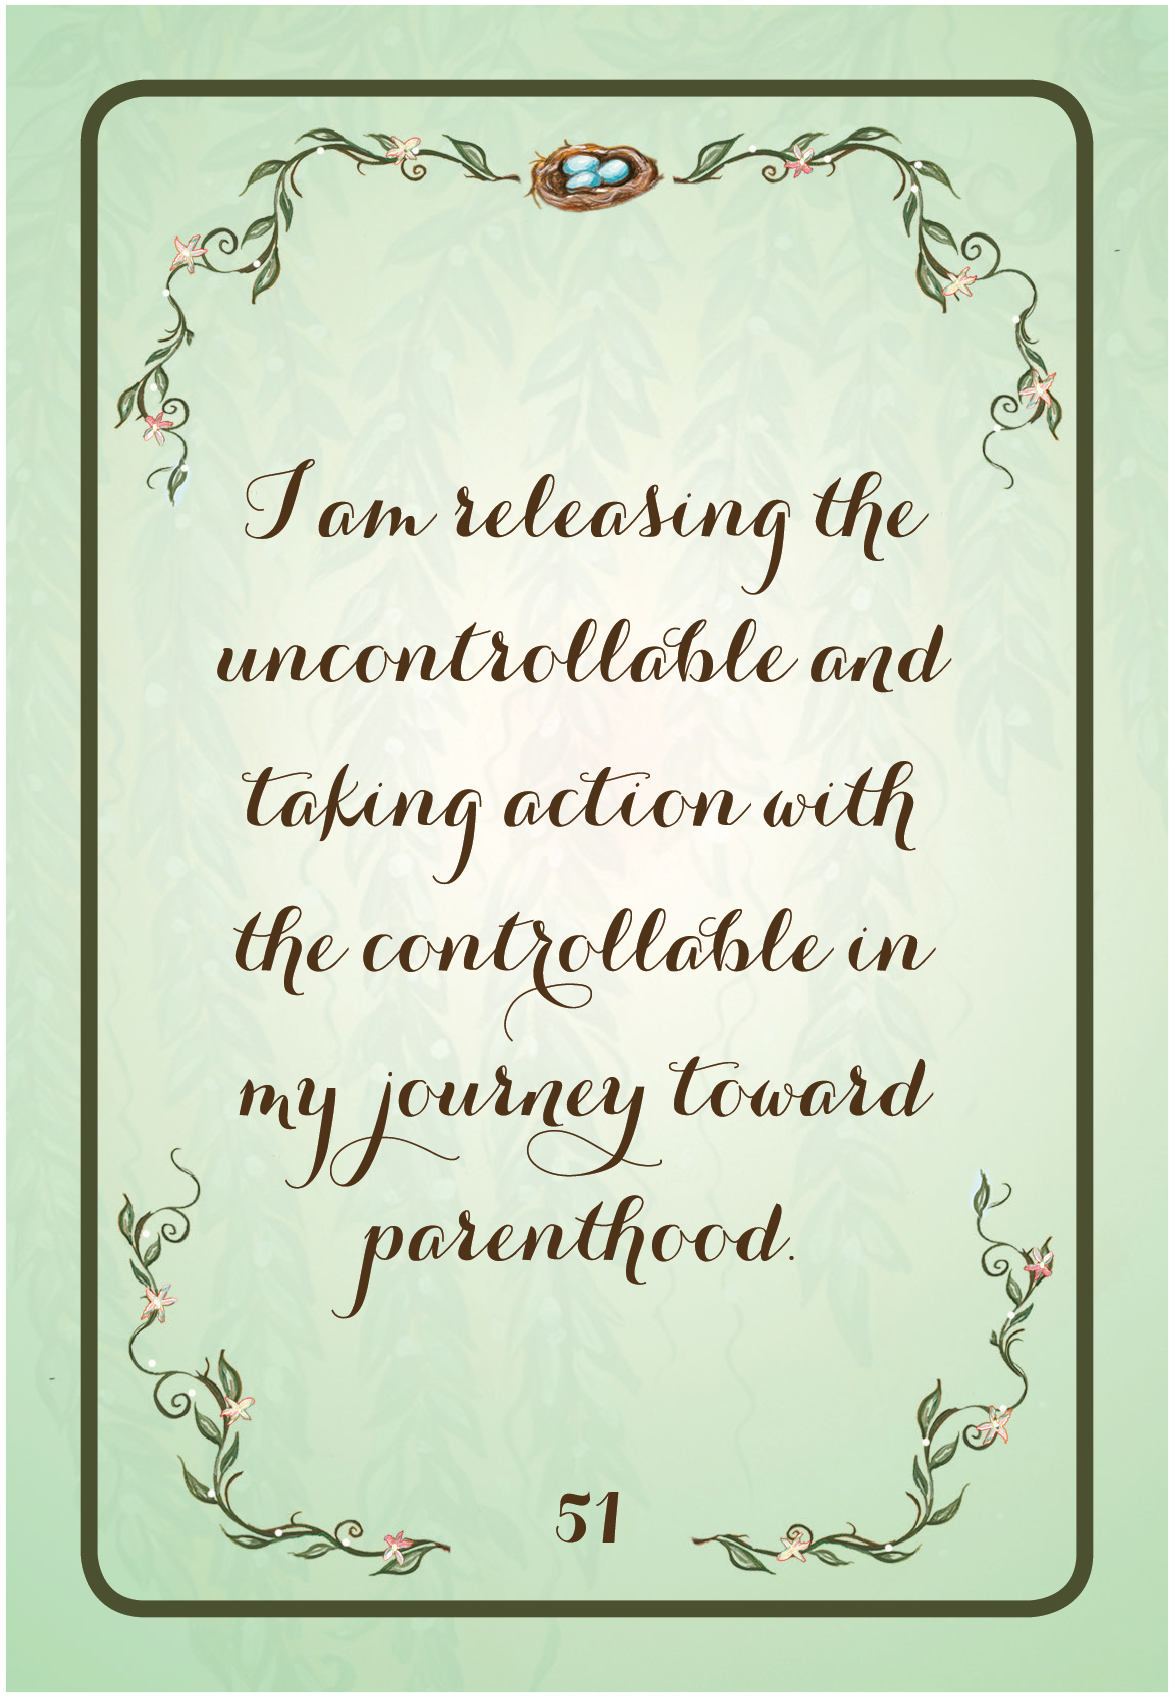 I am releasing the
uncontrollable and
taking action with
the controllable in
my journey toward
parenthood.
51